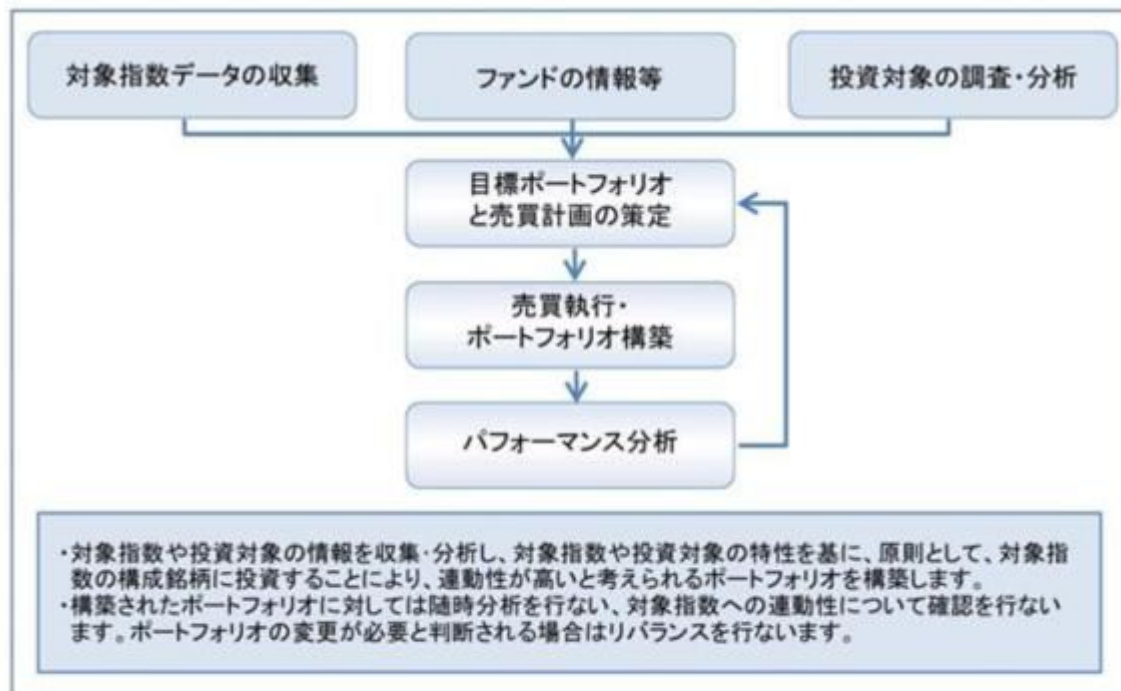 対象指数データの収集
ファンドの情報等
投資対象の調査・分析
目標ポートフォリオ
と売買計画の策定
売買執行・
ポートフォリオ構築
パフォーマンス分析
・対象指数や投資対象の情報を収集・分析し、対象指数や投資対象の特性を基に、原則として、対象指
数の構成銘柄に投資することにより、連動性が高いと考えられるポートフォリオを構築します。
・構築されたポートフォリオに対しては随時分析を行ない、対象指数への連動性について確認を行ない
ます。ポートフォリオの変更が必要と判断される場合はリバランスを行ないます。